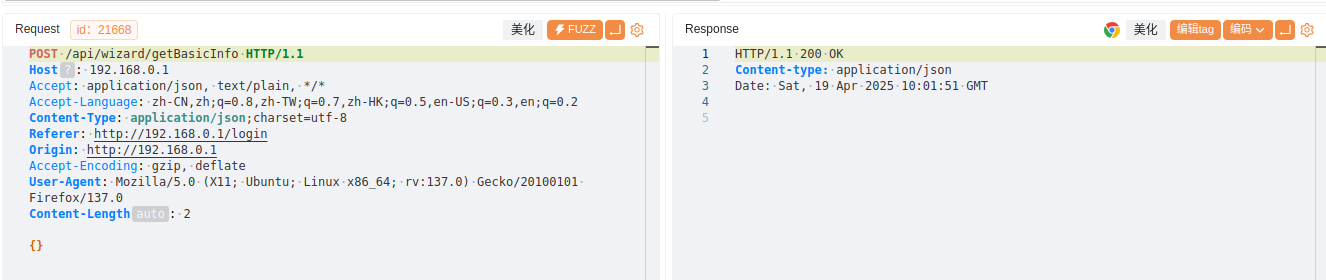 Request id：21668 美化 FUZZ
POST /api/wizard/getBasicInfo HTTP/1.1
Host ? : 192.168.0.1
Accept: application/json, text/plain, */*
Accept-Language: zh-CN,zh;q=0.8,zh-TW;q=0.7,zh-HK;q=0.5,en-US;q=0.3,en;q=0.2
Content-Type: application/json;charset=utf-8
Referer: http://192.168.0.1/login
Origin: http://192.168.0.1
Accept-Encoding: gzip, deflate
User-Agent: Mozilla/5.0 (X11; Ubuntu; Linux x86_64; rv:137.0) Gecko/20100101
Firefox/137.0
Content-Length auto : 2
{}
Response 美化 编辑tag 编码
1 HTTP/1.1 200 OK
2 Content-type: application/json
3 Date: Sat, 19 Apr 2025 10:01:51 GMT
4
5